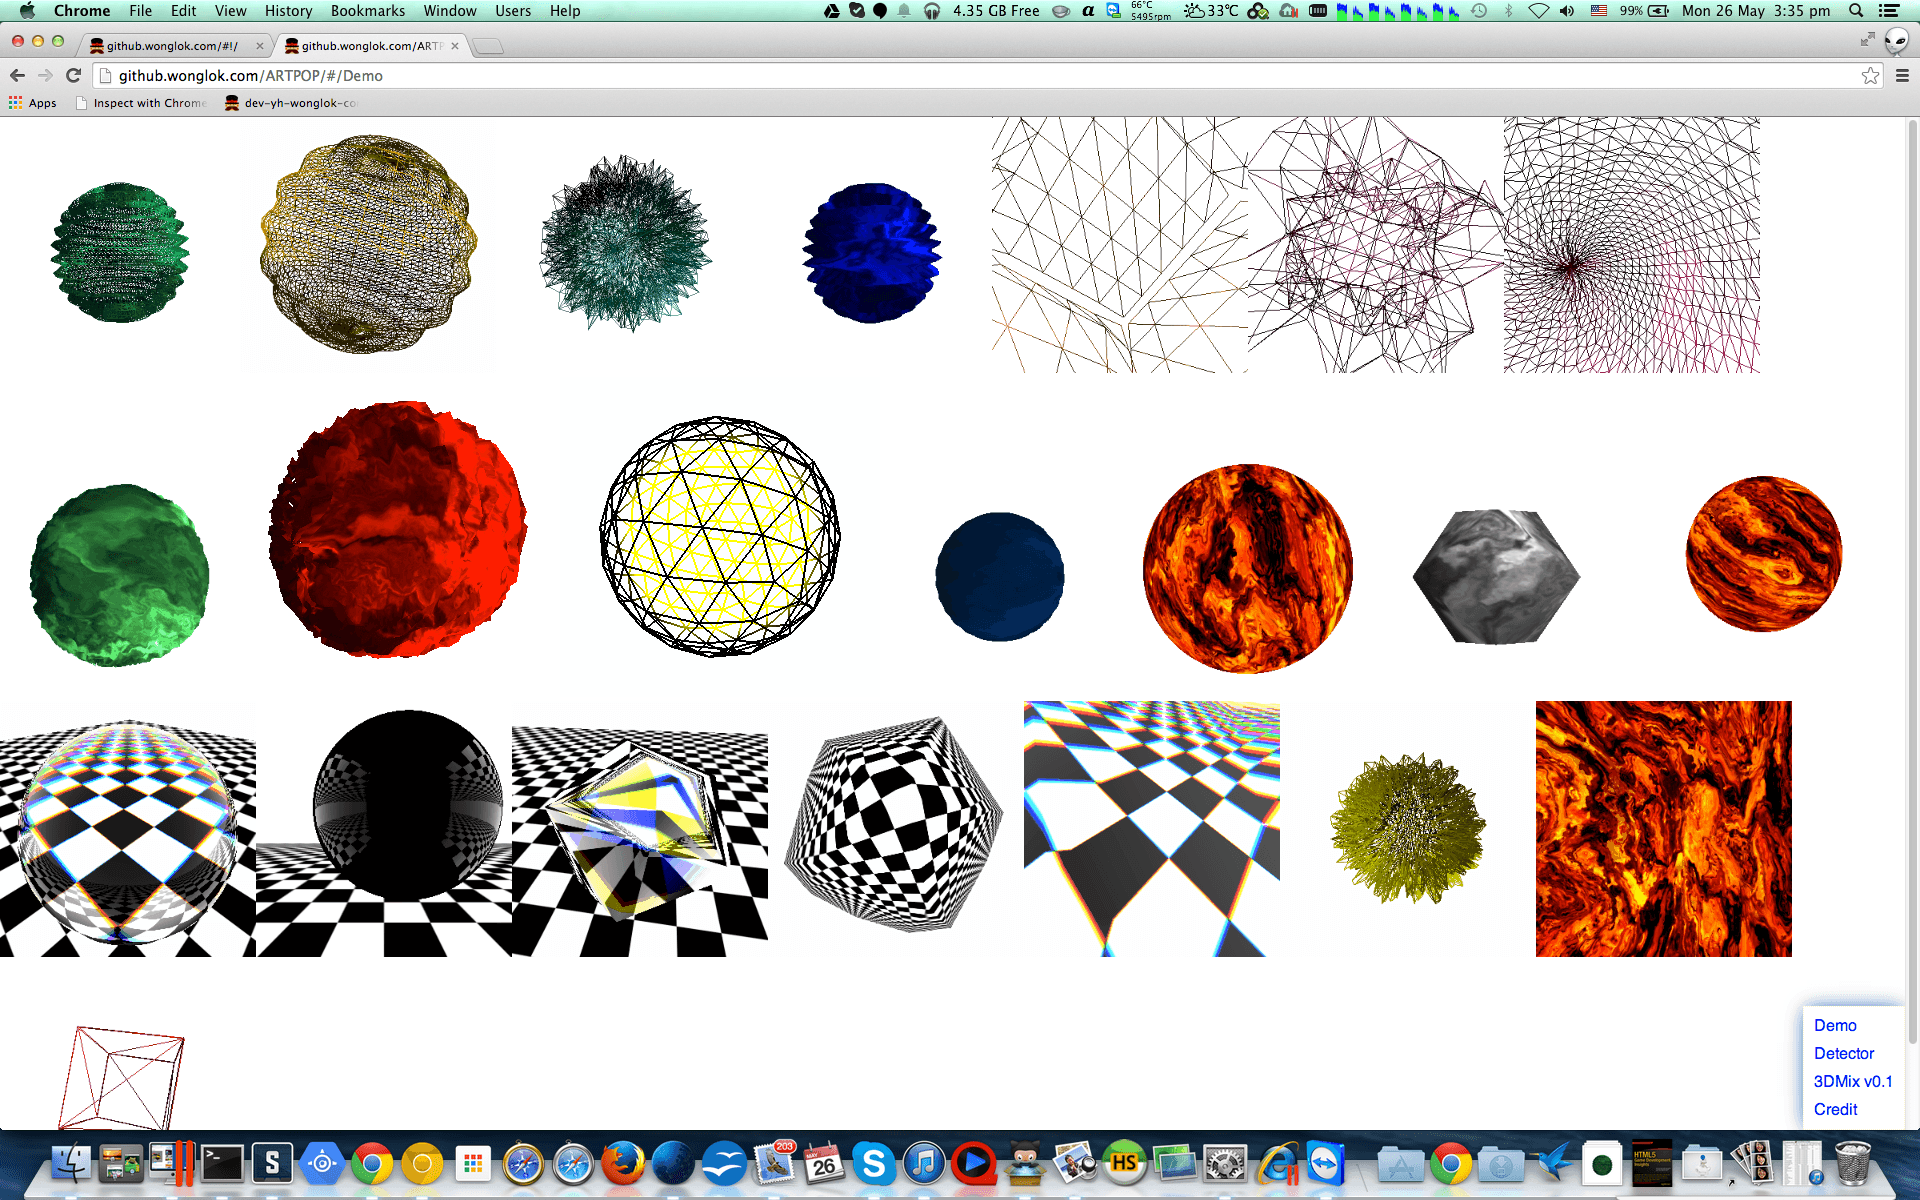 Chrome File Edit View History Bookmarks Window Users Help 4.35 GB Free 66°C 5495rpm 33°C 99% Mon 26 May 3:35 pm
github.wonglok.com/#!/ github.wonglok.com/ARTP
github.wonglok.com/ARTPOP/#/Demo
Apps Inspect with Chrome dev-yh-wonglok-co
Demo
Detector
3DMix v0.1
Credit
203
MAY
26
HS
HTML5